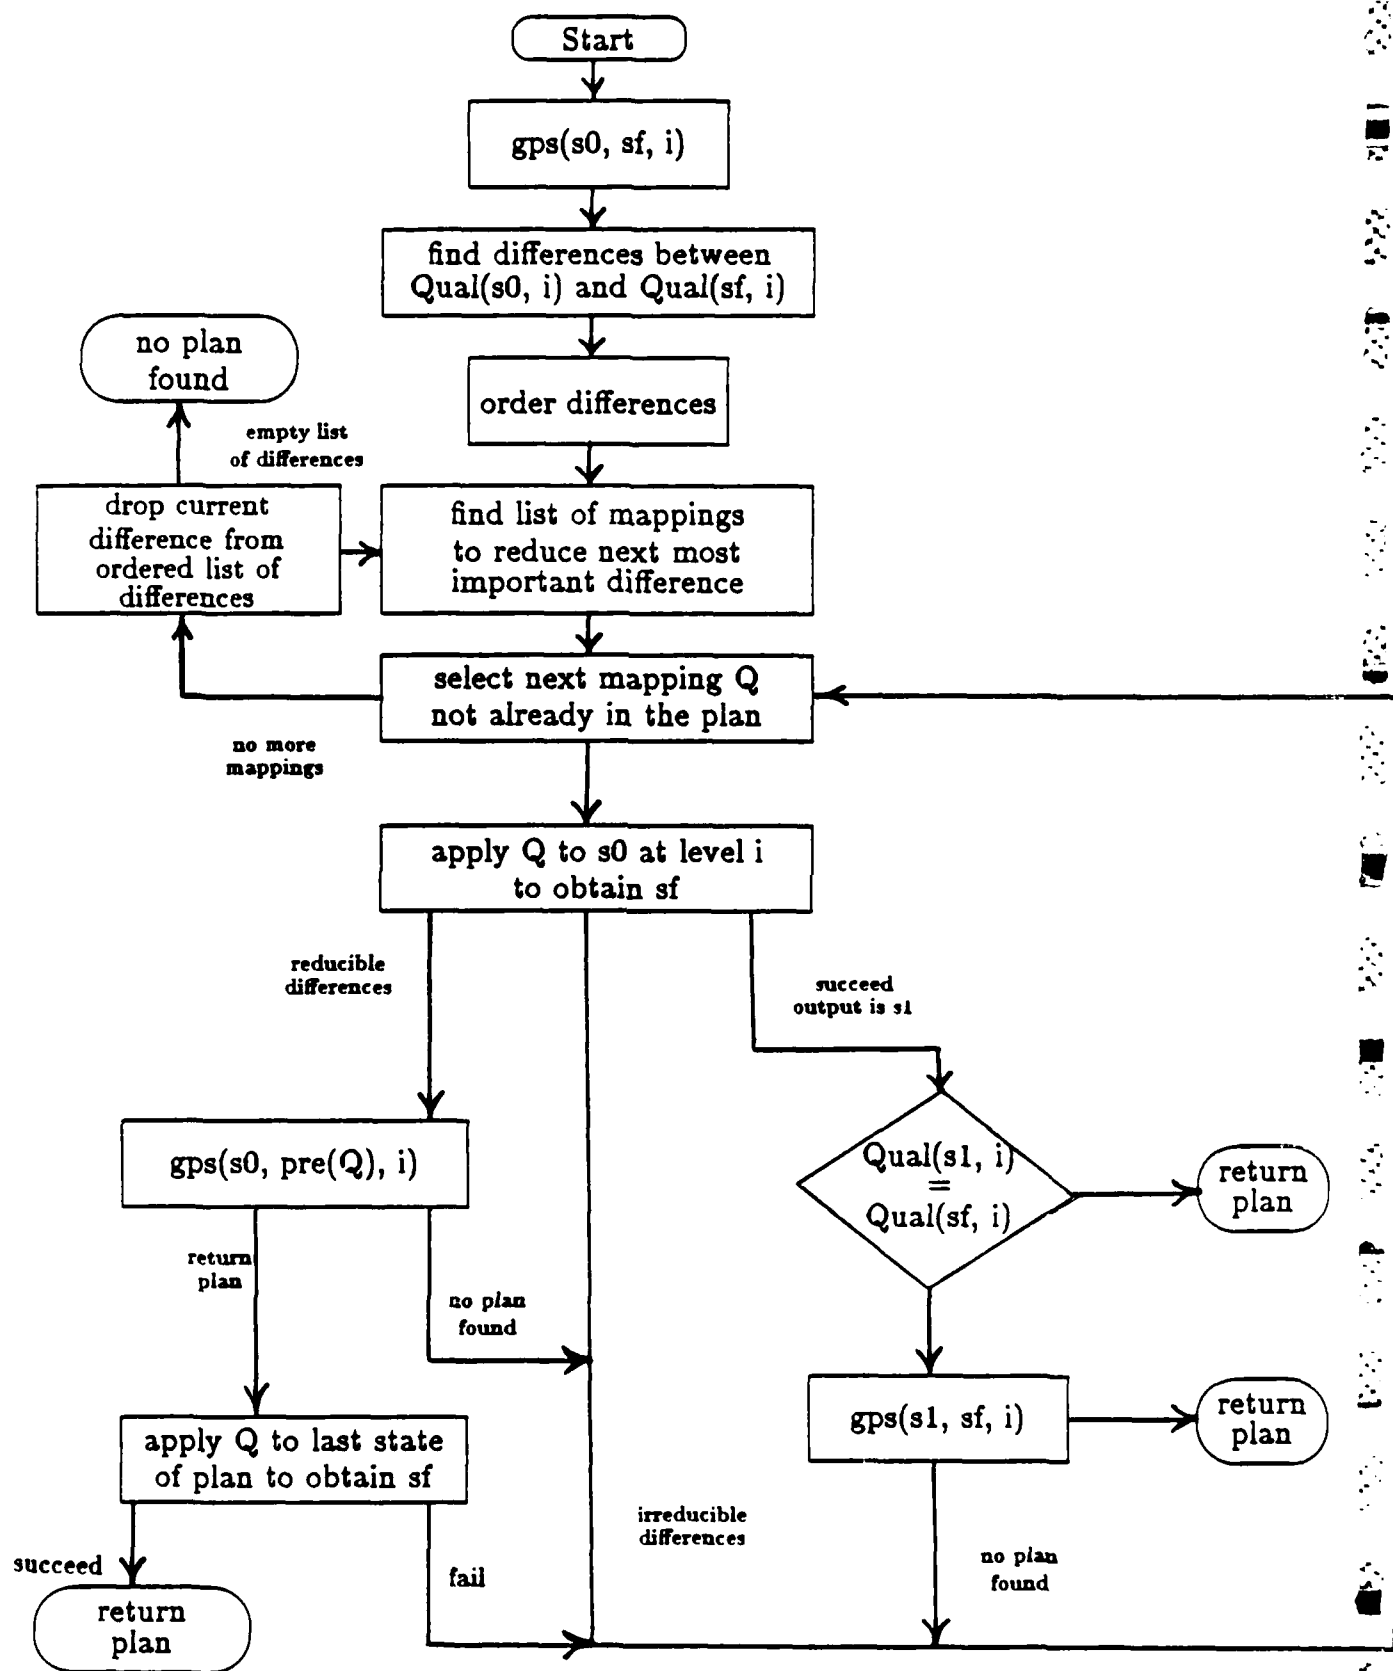 Start
gps(s0, sf, i)
find differences between
Qual(s0, i) and Qual(sf, i)
no plan
found
order differences
empty list
of differences
drop current
difference from
ordered list of
differences
find list of mappings
to reduce next most
important difference
select next mapping Q
not already in the plan
no more
mappings
apply Q to s0 at level i
to obtain sf
reducible
differences
succeed
output is s1
gps(s0, pre(Q), i)
Qual(s1, i)
=
Qual(sf, i)
return
plan
return
plan
no plan
found
gps(s1, sf, i)
return
plan
apply Q to last state
of plan to obtain sf
irreducible
differences
no plan
found
succeed
fail
return
plan